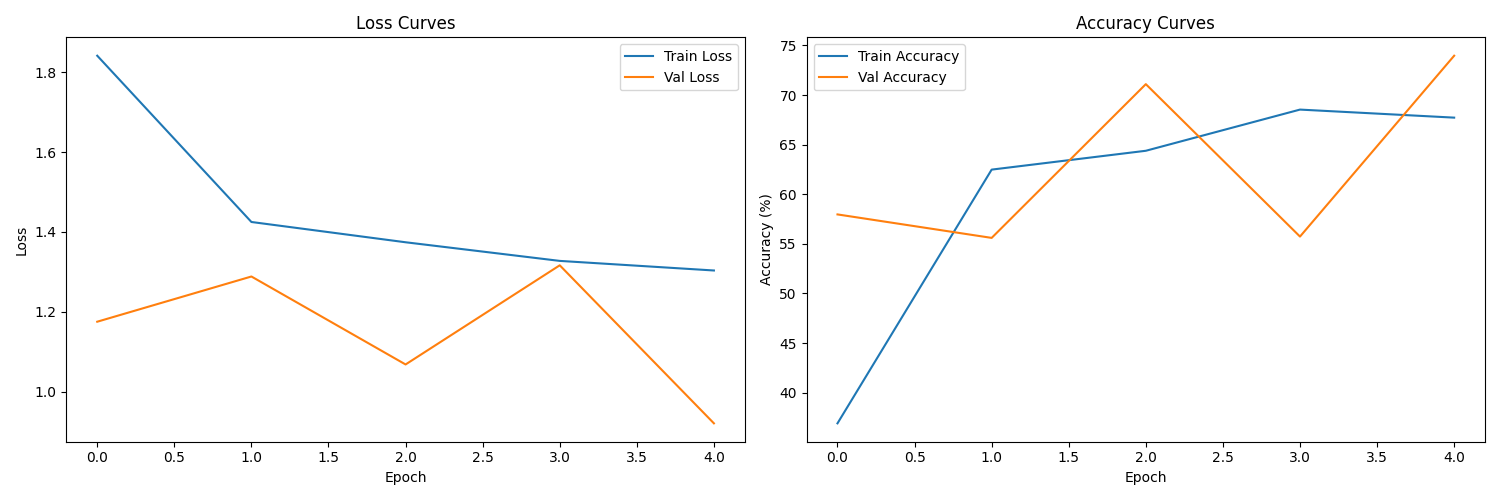 Loss Curves
Train Loss
Val Loss
1.8
1.6
1.4
1.2
1.0
Loss
0.0 0.5 1.0 1.5 2.0 2.5 3.0 3.5 4.0
Epoch
Accuracy Curves
Train Accuracy
Val Accuracy
75
70
65
60
55
50
45
40
Accuracy (%)
0.0 0.5 1.0 1.5 2.0 2.5 3.0 3.5 4.0
Epoch